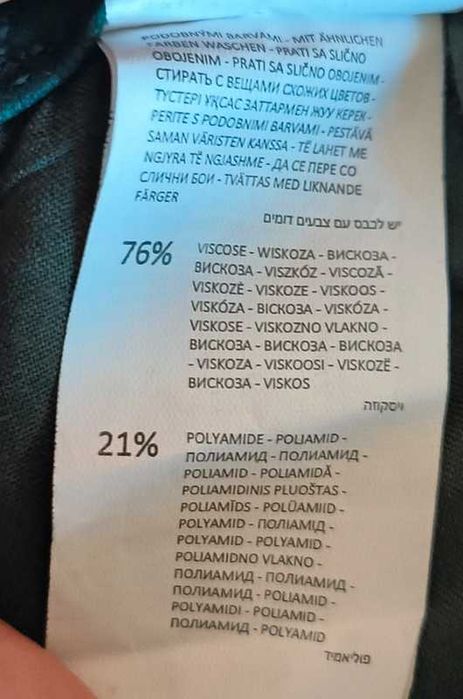 PODOBNÝMI BARVAMI - MIT ÄHNLICHEN
FARBEN WASCHEN - PRATI SA SLIČNO
OBOJENIM - PRATI SA SLIČNO OBOJENIM -
СТИРАТЬ С ВЕЩАМИ СХОЖИХ ЦВЕТОВ -
ТҮСТЕРІ ҰҚСАС ЗАТТАРМЕН ЖУУ КЕРЕК -
PERITE S PODOBNIMI BARVAMI - PESTÄVÄ
SAMAN VÄRISTEN KANSSA - TË LAHET ME
NGJYRA TË NGJASHME - ДА СЕ ПЕРЕ СО
СЛИЧНИ БОИ - TVÄTTAS MED LIKNANDE
FÄRGER
יש לכבס עם צבעים דומים
76% VISCOSE - WISKOZA - ВИСКОЗА -
ВИСКОЗА - VISZKÓZ - VISCOZĂ -
VISKOZĖ - VISKOZE - VISKOOS -
VISKÓZA - ВІСКОЗА - VISKÓZA -
VISKOSE - VISKOZNO VLAKNO -
ВИСКОЗА - ВИСКОЗА - ВИСКОЗА
- VISKOZA - VISKOOSI - VISKOZË -
ВИСКОЗА - VISKOS
ויסקוזה
21% POLYAMIDE - POLIAMID -
ПОЛИАМИД - ПОЛИАМИД -
POLIAMID - POLIAMIDĂ -
POLIAMIDINIS PLUOŠTAS -
POLIAMĪDS - POLÜAMIID -
POLYAMID - ПОЛІАМІД -
POLYAMID - POLYAMID -
POLIAMIDNO VLAKNO -
ПОЛИАМИД - ПОЛИАМИД -
ПОЛИАМИД - POLIAMID -
POLYAMIDI - POLIAMID -
ПОЛИАМИД - POLYAMID
פוליאמיד